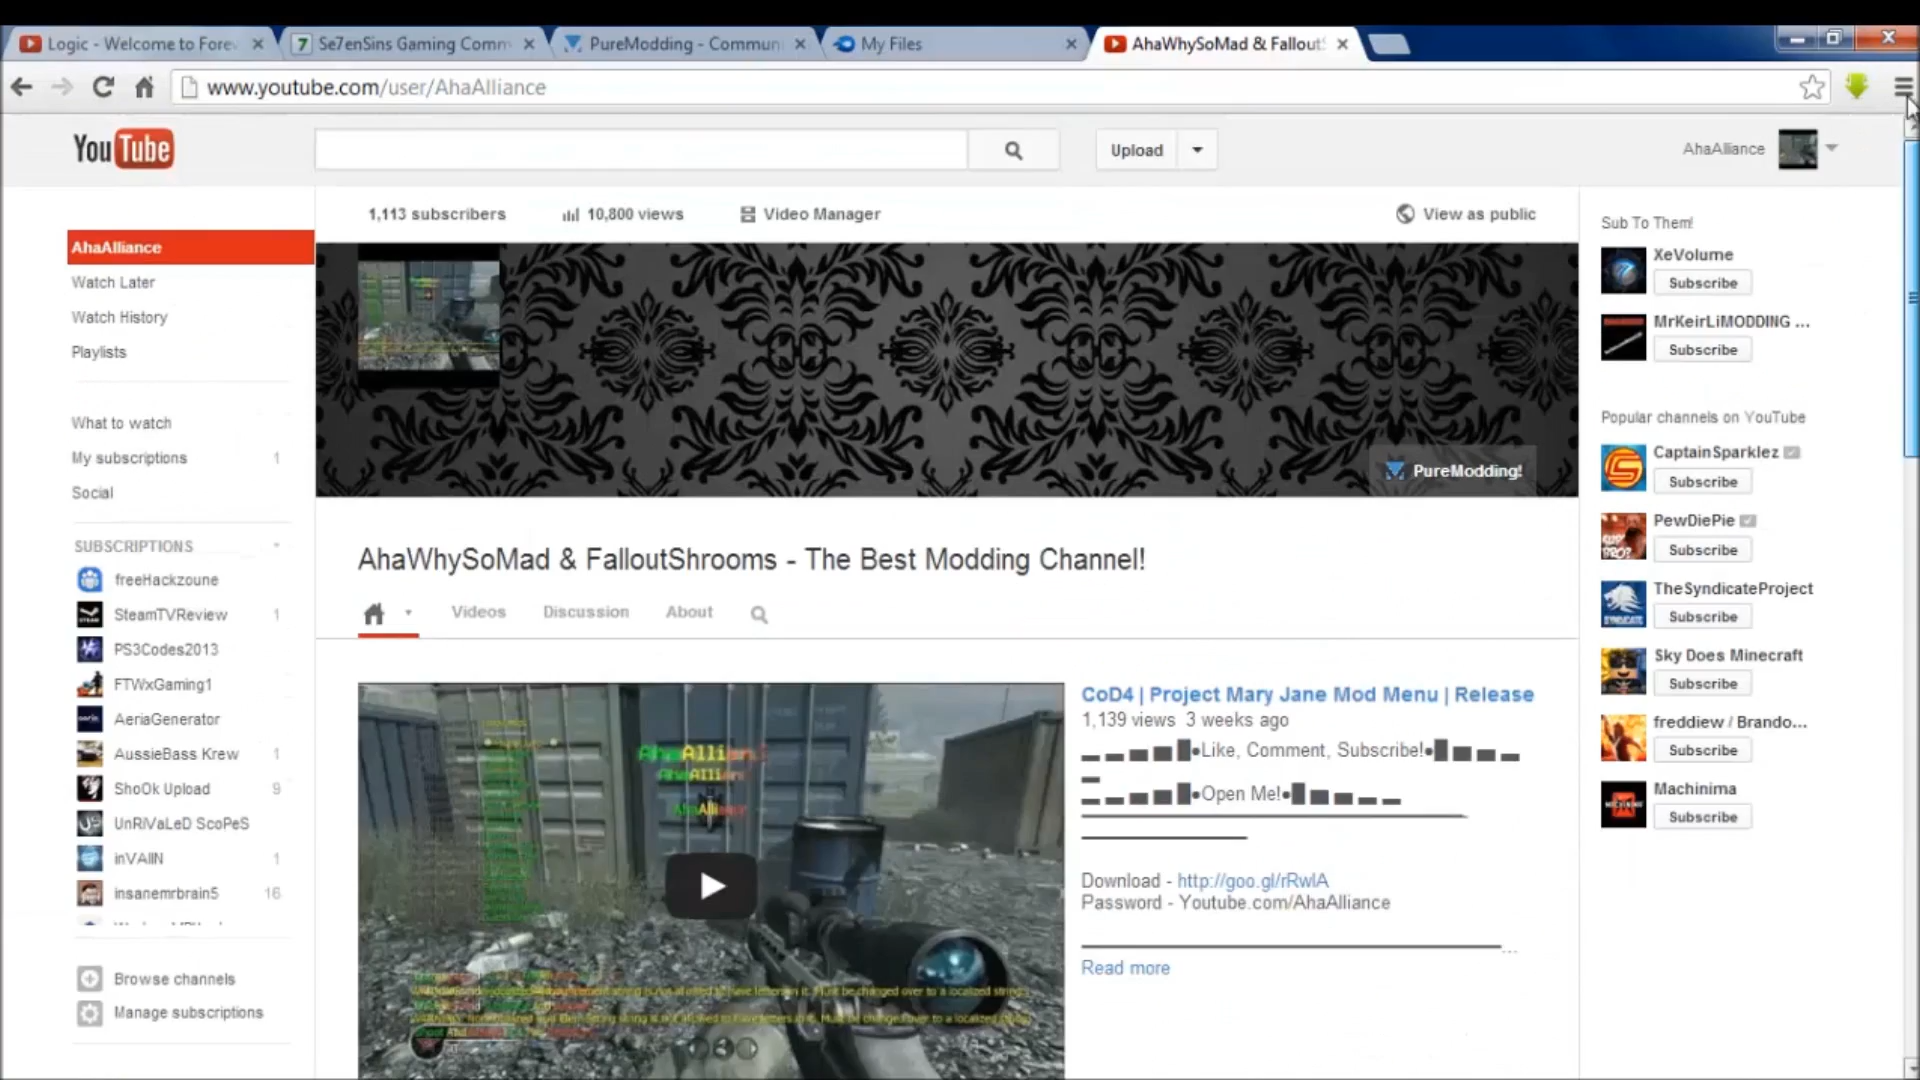 Logic - Welcome to Forev
Se7enSins Gaming Comm
PureModding - Commun
My Files
AhaWhySoMad & Fallout
www.youtube.com/user/AhaAlliance
YouTube
Upload
AhaAlliance
1,113 subscribers
10,800 views
Video Manager
View as public
AhaAlliance
Watch Later
Watch History
Playlists
What to watch
My subscriptions 1
Social
SUBSCRIPTIONS
freeHackzoune
SteamTVReview 1
PS3Codes2013
FTWxGaming1
AeriaGenerator
AussieBass Krew 1
ShoOk Upload 9
UnRiVaLeD ScoPeS
inVAIIN 1
insanemrbrain5 16
Browse channels
Manage subscriptions
PureModding!
AhaWhySoMad & FalloutShrooms - The Best Modding Channel!
Videos
Discussion
About
CoD4 | Project Mary Jane Mod Menu | Release
1,139 views 3 weeks ago
▬ ▬ ▅ ▆ █●Like, Comment, Subscribe!●█ ▆ ▅ ▬
▬
▬ ▬ ▅ ▆ █●Open Me!●█ ▆ ▅ ▬ ▬
Download - http://goo.gl/rRwlA
Password - Youtube.com/AhaAlliance
...
Read more
Sub To Them!
XeVolume
Subscribe
MrKeirLiMODDING ...
Subscribe
Popular channels on YouTube
CaptainSparklez
Subscribe
PewDiePie
Subscribe
TheSyndicateProject
Subscribe
Sky Does Minecraft
Subscribe
freddiew / Brando...
Subscribe
Machinima
Subscribe